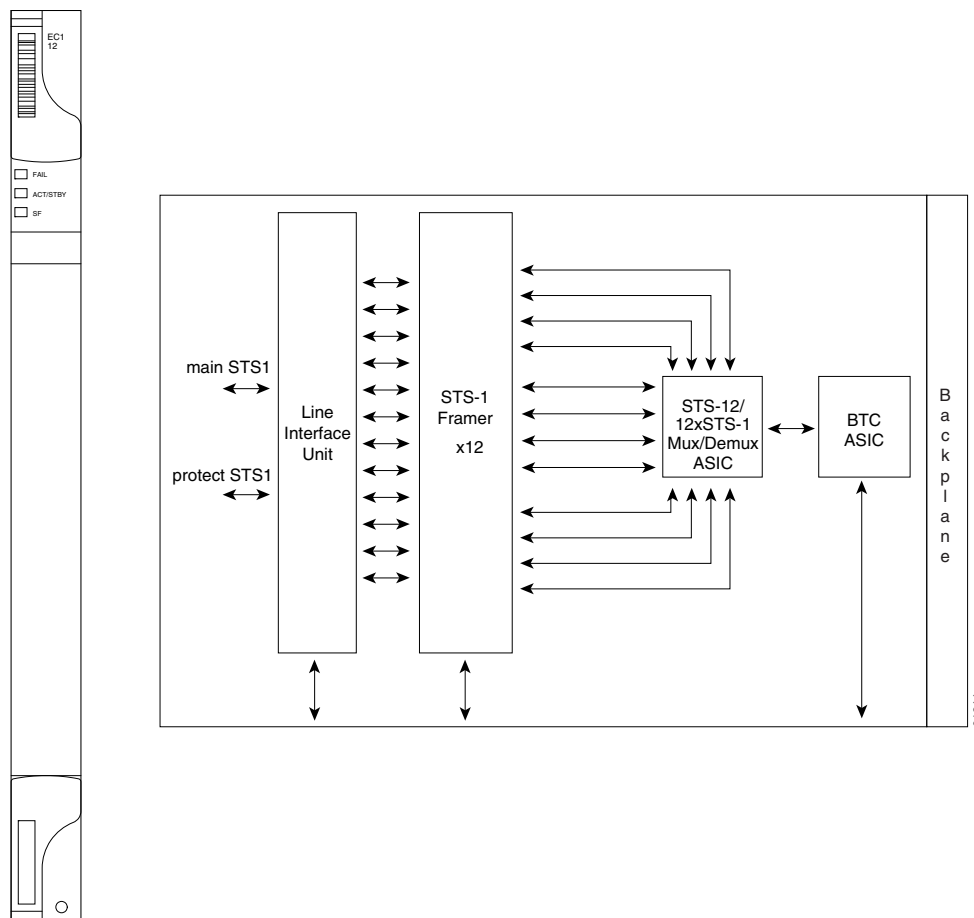 EC1
12
FAIL
ACT/STBY
SF
main STS1
protect STS1
Line
Interface
Unit
STS-1
Framer
x12
STS-12/
12xSTS-1
Mux/Demux
ASIC
BTC
ASIC
Backplane